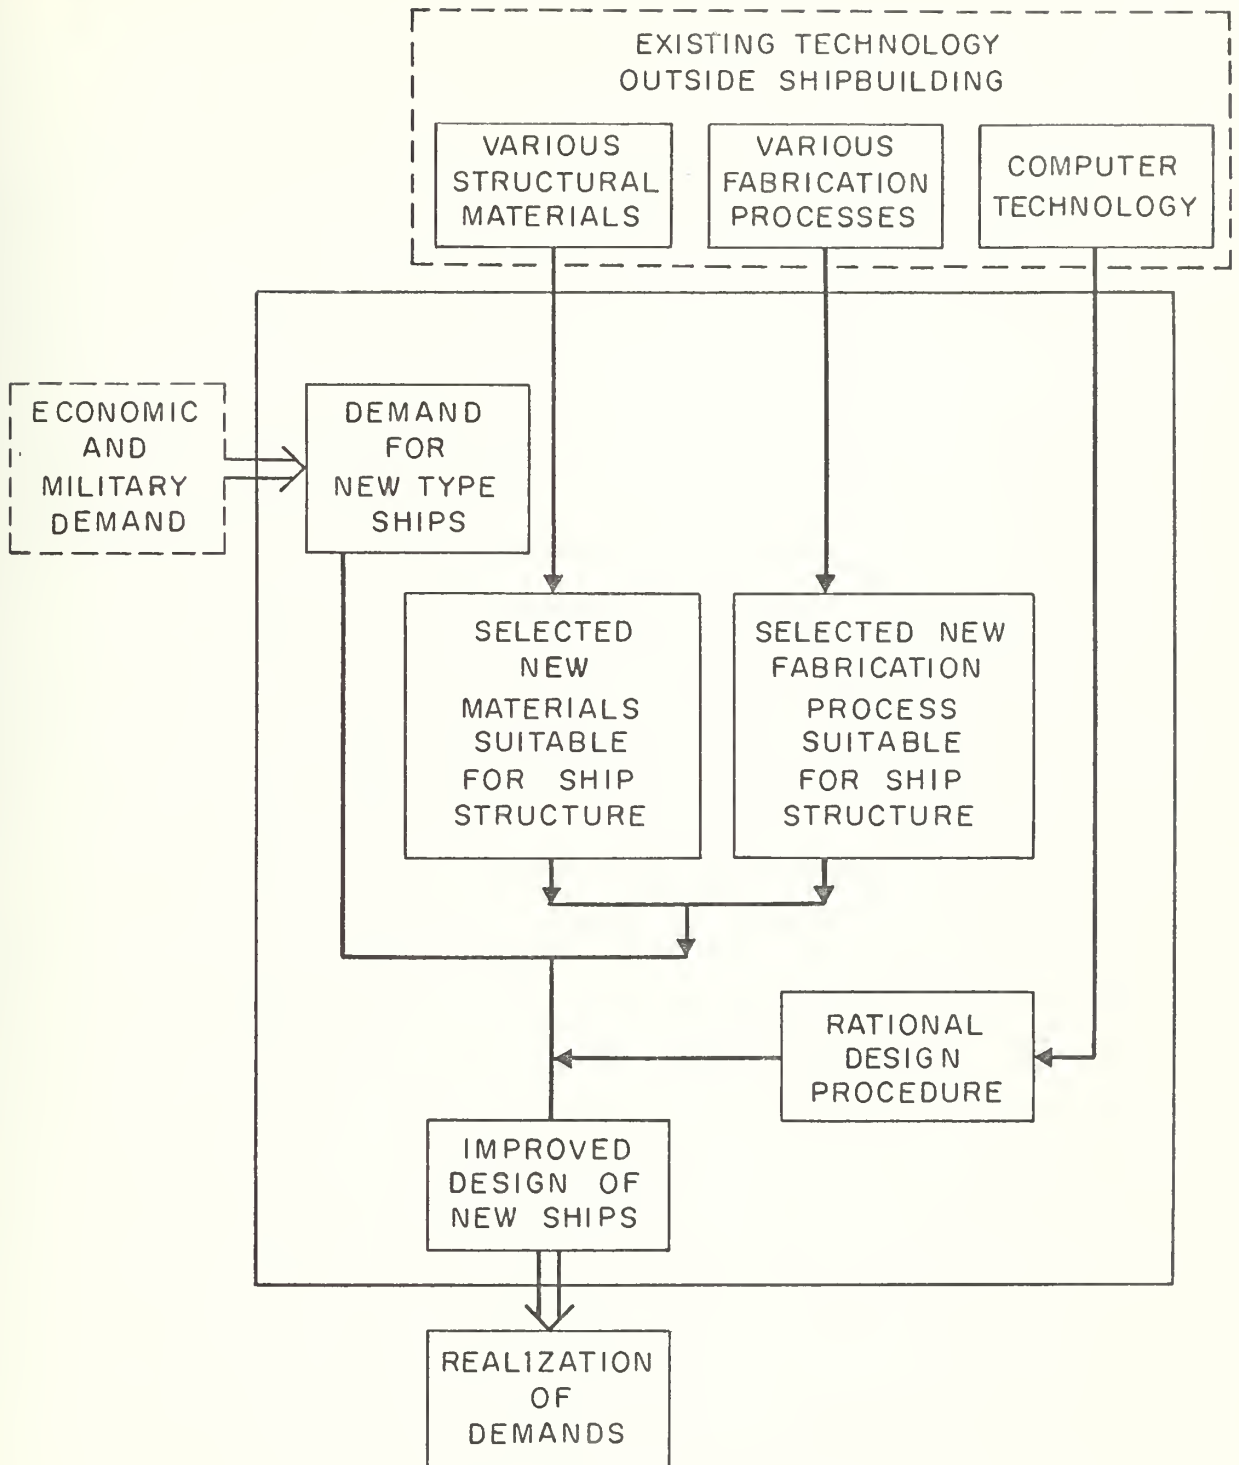 EXISTING TECHNOLOGY
OUTSIDE SHIPBUILDING
VARIOUS
STRUCTURAL
MATERIALS
VARIOUS
FABRICATION
PROCESSES
COMPUTER
TECHNOLOGY
ECONOMIC
AND
MILITARY
DEMAND
DEMAND
FOR
NEW TYPE
SHIPS
SELECTED
NEW
MATERIALS
SUITABLE
FOR SHIP
STRUCTURE
SELECTED NEW
FABRICATION
PROCESS
SUITABLE
FOR SHIP
STRUCTURE
RATIONAL
DESIGN
PROCEDURE
IMPROVED
DESIGN OF
NEW SHIPS
REALIZATION
OF
DEMANDS